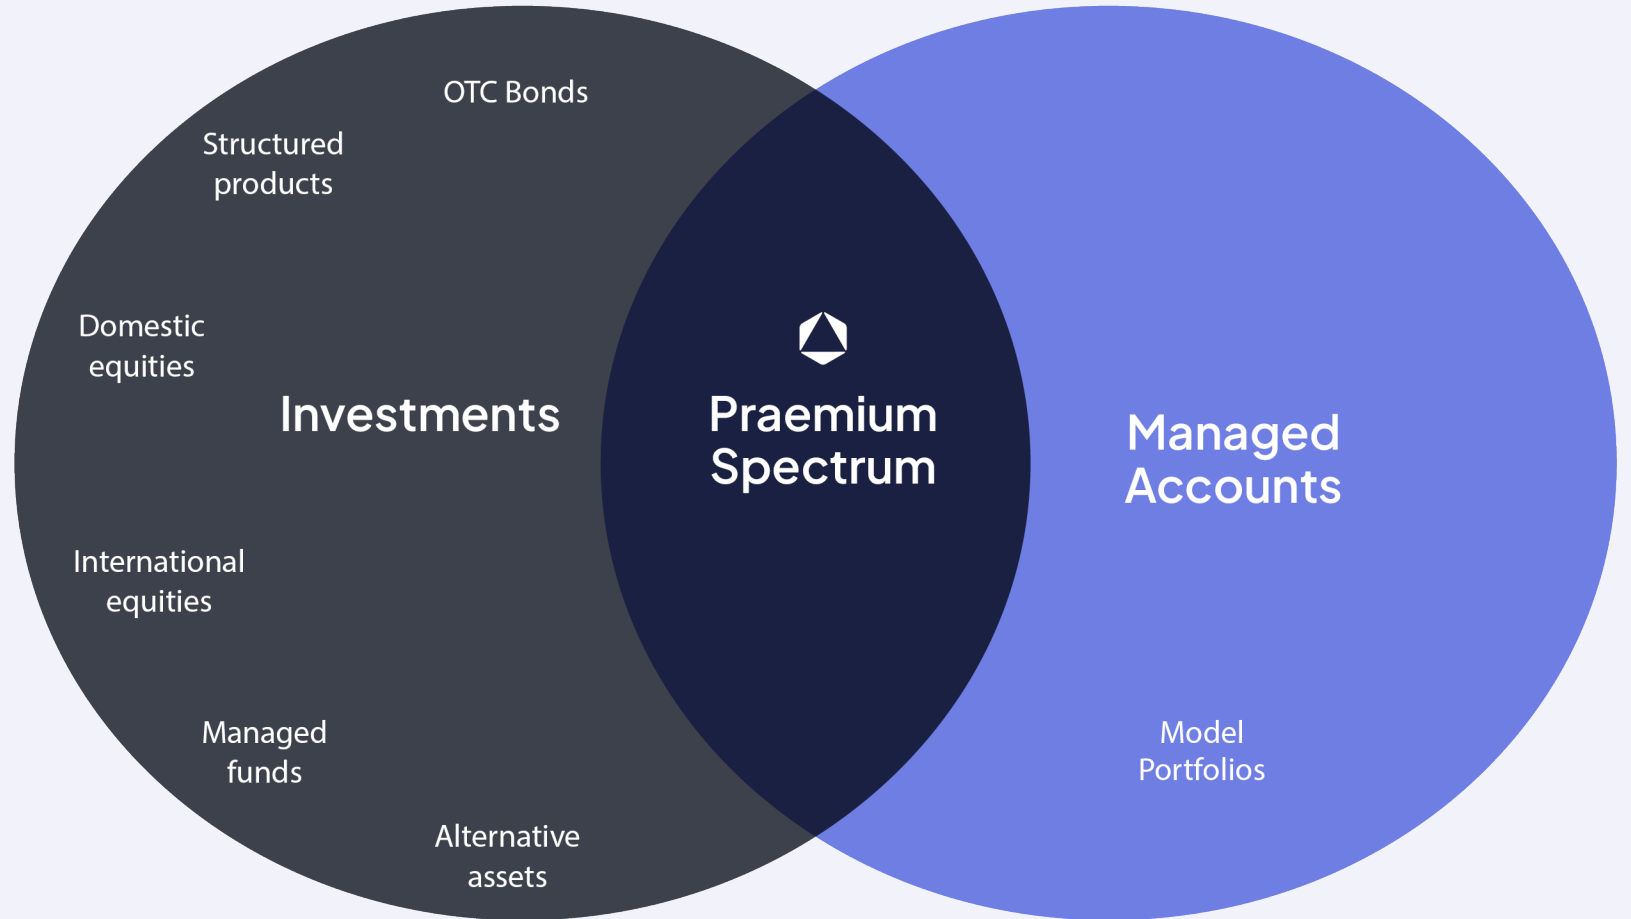 OTC Bonds
Structured
products
Domestic
equities
Investments
International
equities
Managed
funds
Alternative
assets
Praemium
Spectrum
Managed
Accounts
Model
Portfolios